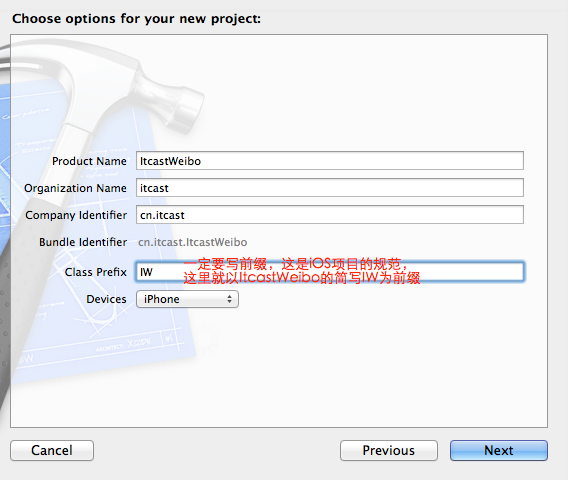 Choose options for your new project:
Product Name ItcastWeibo
Organization Name itcast
Company Identifier cn.itcast
Bundle Identifier cn.itcast.ItcastWeibo
一定要写前缀，这是iOS项目的规范，
Class Prefix IW
这里就以ItcastWeibo的简写IW为前缀
Devices iPhone
Cancel Previous Next